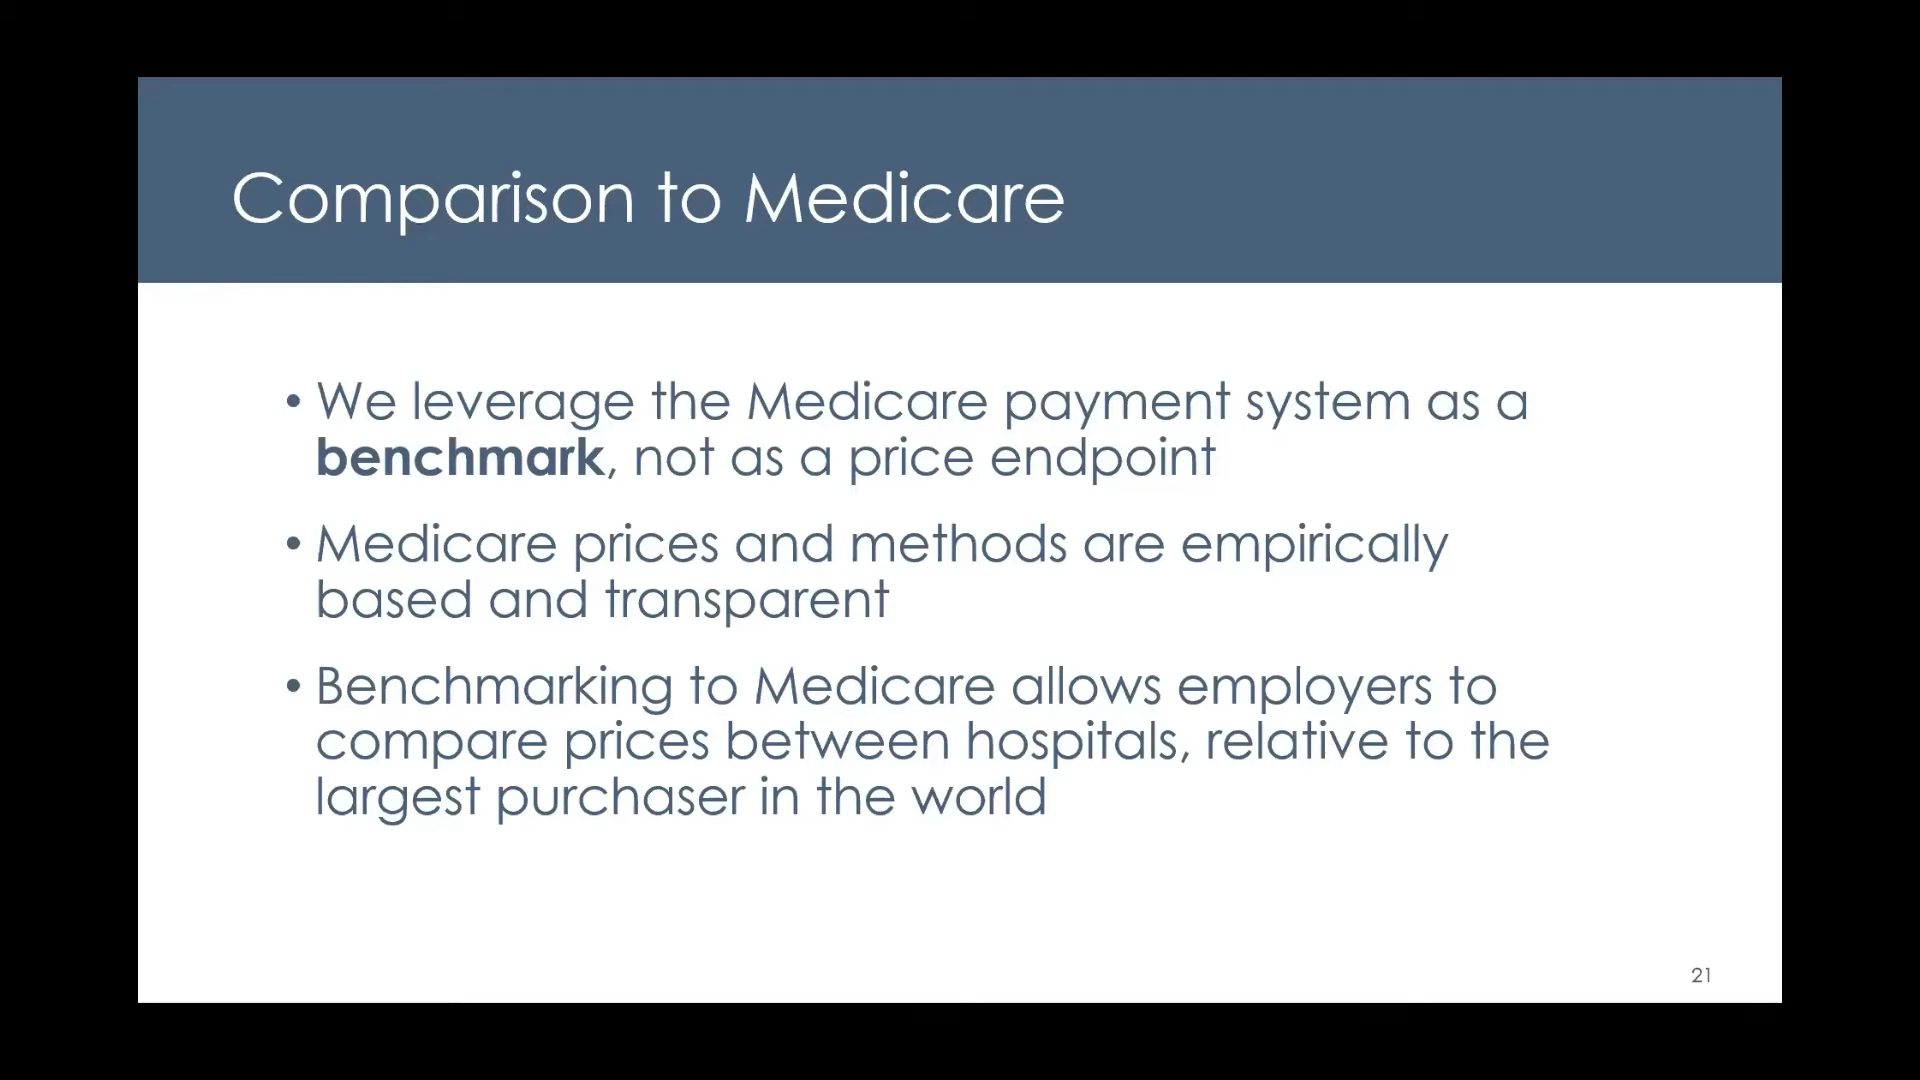 Comparison to Medicare
• We leverage the Medicare payment system as a
benchmark, not as a price endpoint
• Medicare prices and methods are empirically
based and transparent
• Benchmarking to Medicare allows employers to
compare prices between hospitals, relative to the
largest purchaser in the world
21